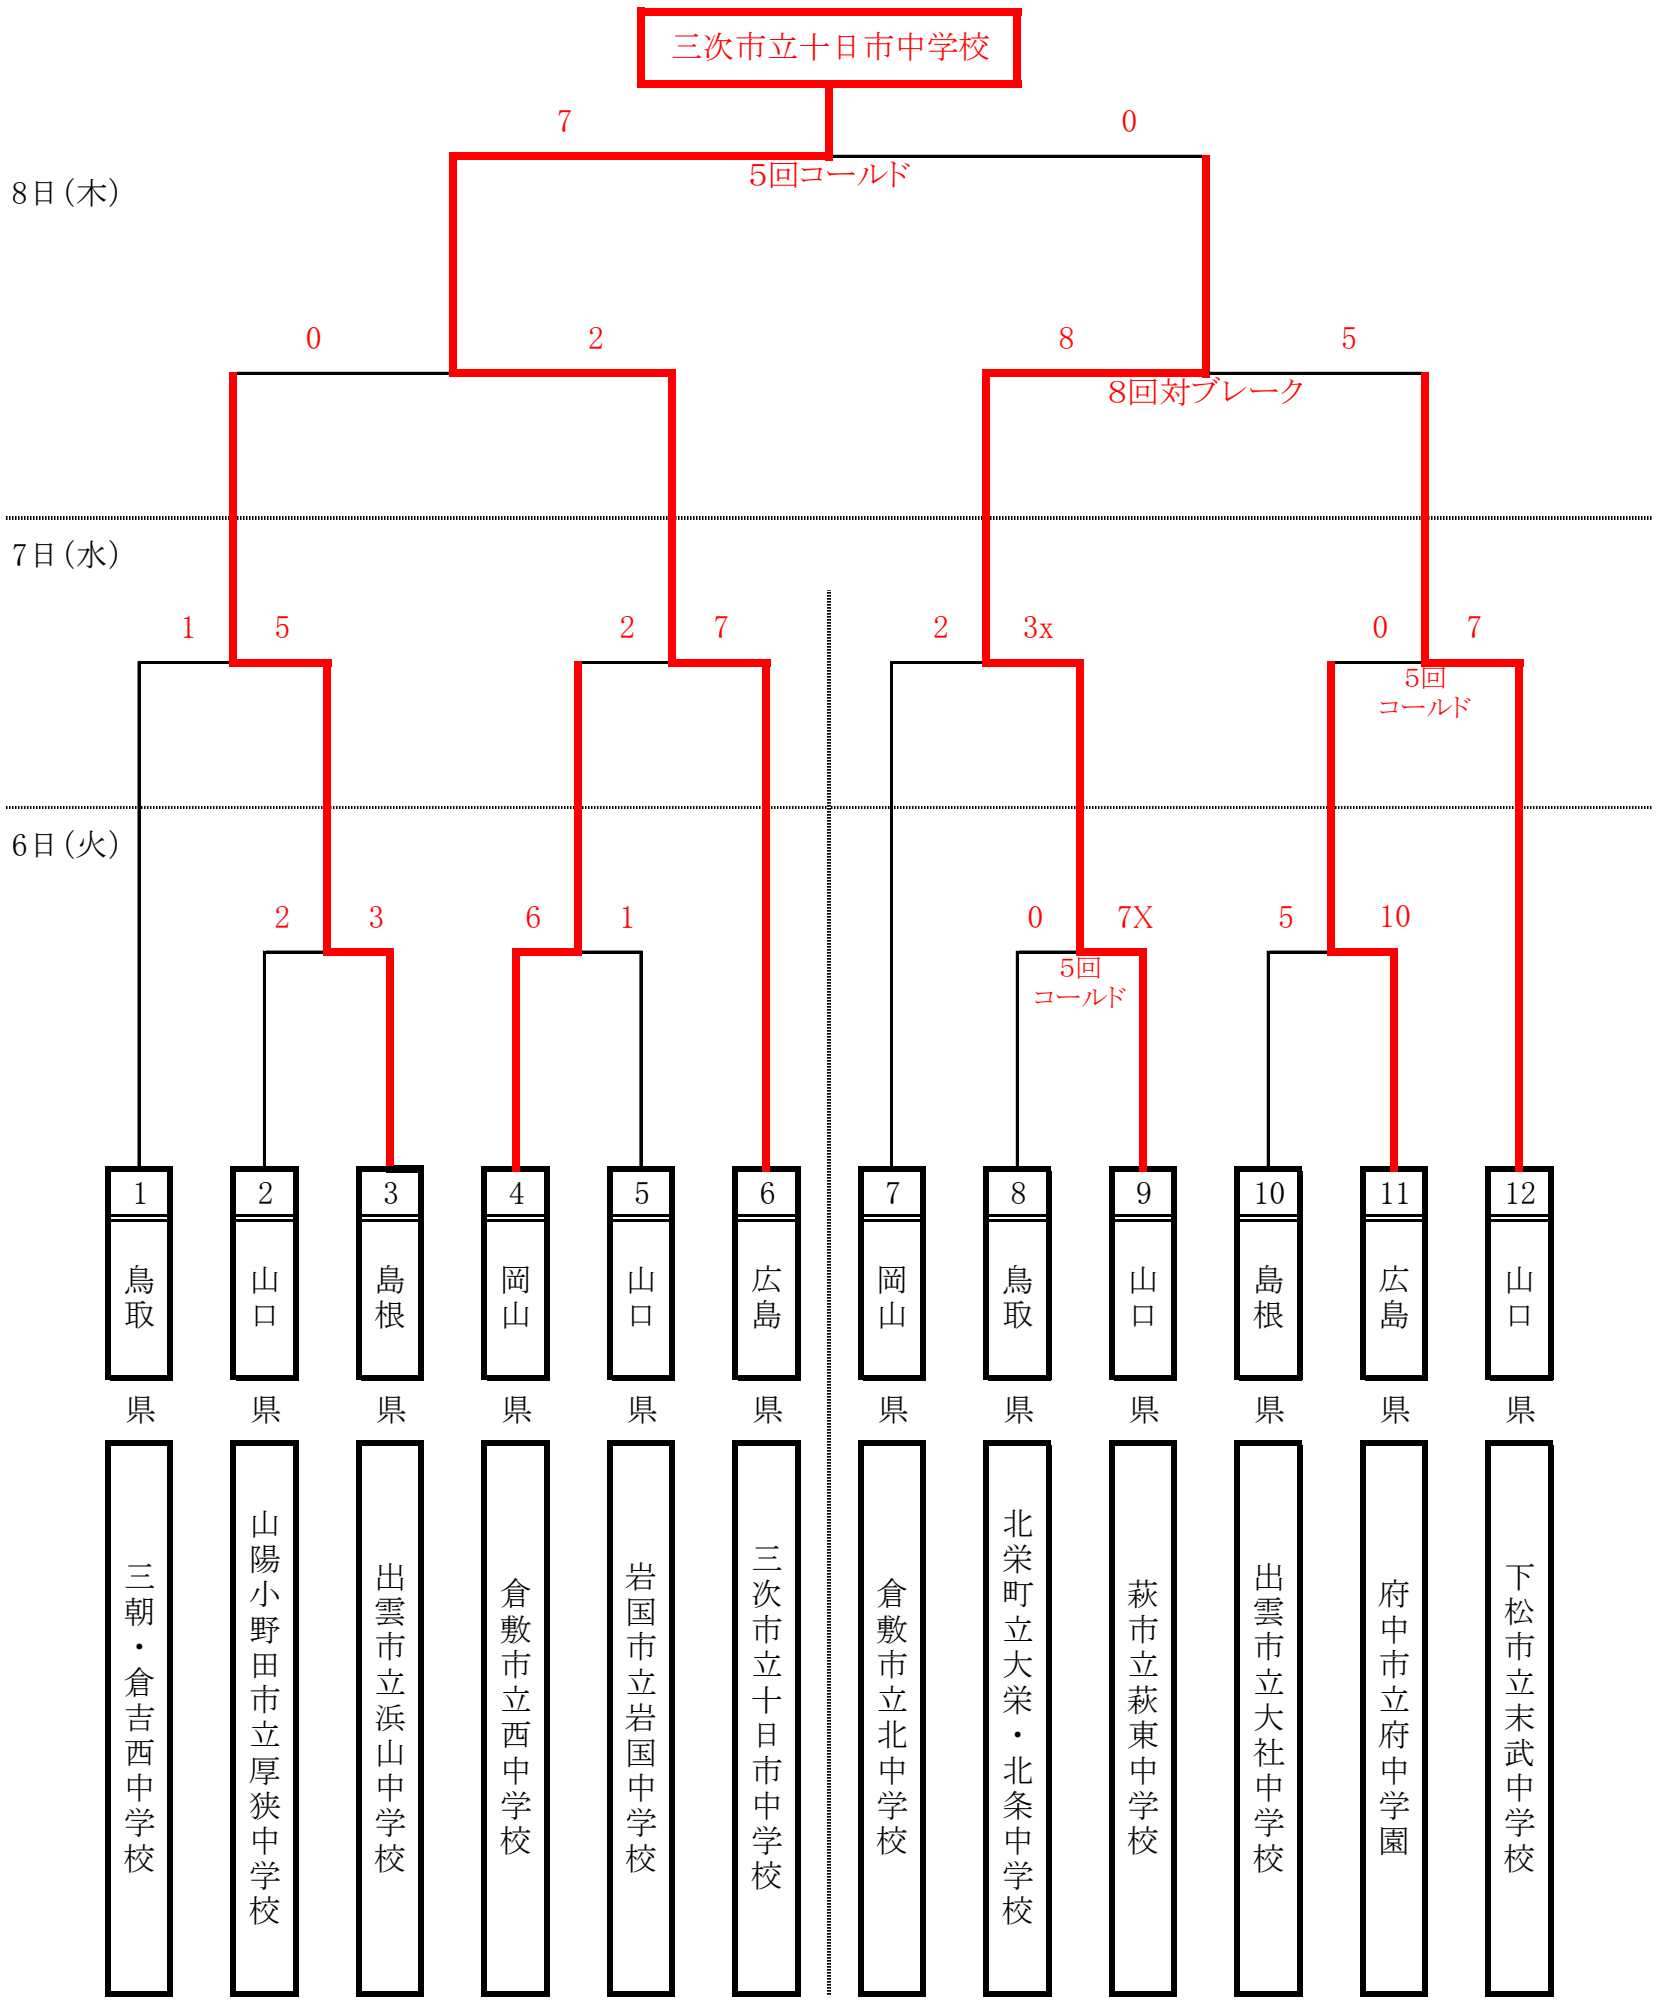 三次市立十日市中学校
7
0
5回コールド
8日（木）
0
2
8
5
8回対ブレーク
7日（水）
1
5
2
7
2
3x
0
7
5回
コールド
6日（火）
2
3
6
1
0
7X
5
10
5回
コールド
1
2
3
4
5
6
7
8
9
10
11
12
鳥取
山口
島根
岡山
山口
広島
岡山
鳥取
山口
島根
広島
山口
県
県
県
県
県
県
県
県
県
県
県
県
三朝・倉吉西中学校
山陽小野田市立厚狭中学校
出雲市立浜山中学校
倉敷市立西中学校
岩国市立岩国中学校
三次市立十日市中学校
倉敷市立北中学校
北栄町立大栄・北条中学校
萩市立萩東中学校
出雲市立大社中学校
府中市立府中学園
下松市立末武中学校